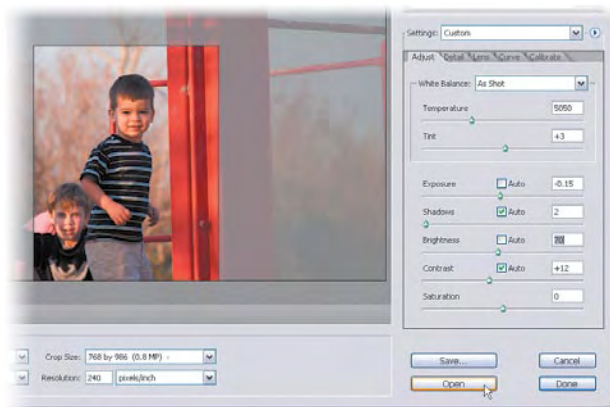 Settings: Custom
Adjust Detail Lens Curve Calibrate
White Balance: As Shot
Temperature 5050
Tint +3
Exposure Auto -0.15
Shadows Auto 2
Brightness Auto 70
Contrast Auto +12
Saturation 0
Crop Size: 768 by 986 (0.8 MP) -
Resolution: 240 pixels/inch
Save... Cancel
Open Done